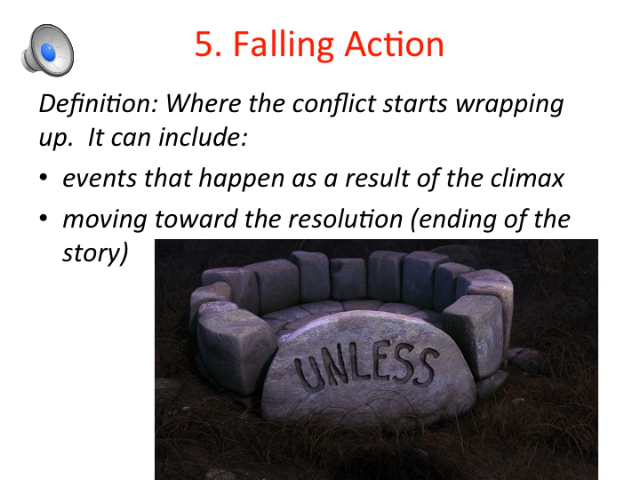 5. Falling Action
Definition: Where the conflict starts wrapping
up.  It can include:
• events that happen as a result of the climax
• moving toward the resolution (ending of the
story)
UNLESS